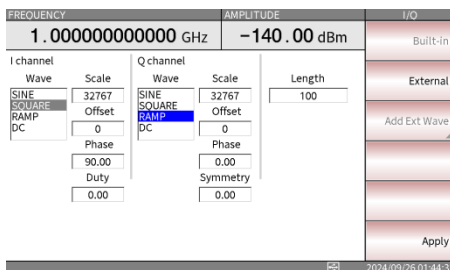 FREQUENCY AMPLITUDE I/O
1.000000000000 GHz −140.00 dBm
Built-in
I channel Q channel
Wave Scale Wave Scale Length
External
SINE 32767 SINE 32767 100
SQUARE Offset SQUARE Offset
RAMP RAMP
Add Ext Wave
DC 0 DC 0
Phase Phase
90.00 0.00
Duty Symmetry
0.00 0.00
Apply
2024/09/26 01:44:3